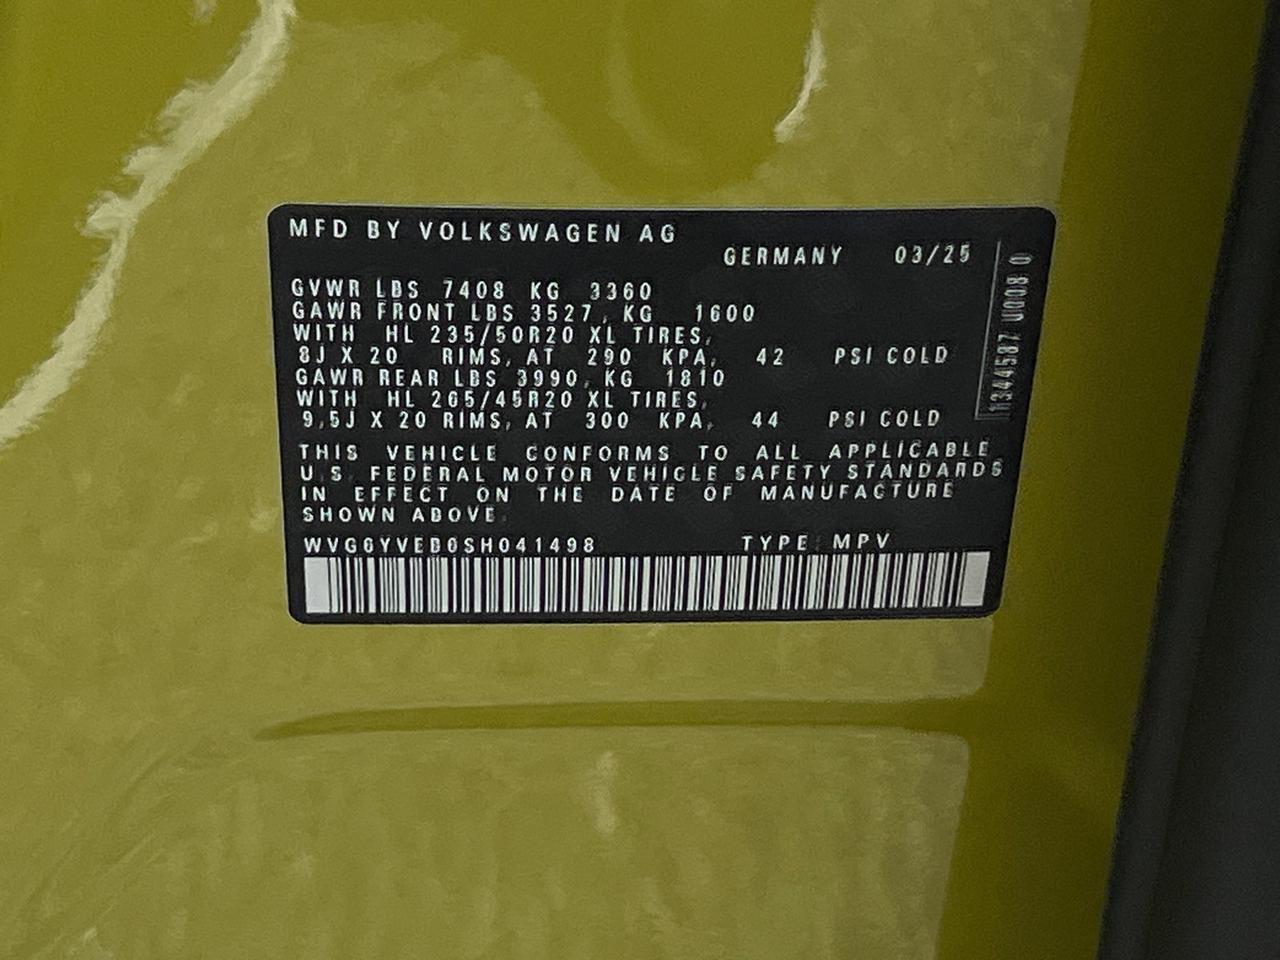 MFD BY VOLKSWAGEN AG
GERMANY 03/25
GVWR LBS 7408 KG 3360
GAWR FRONT LBS 3527, KG 1600
WITH HL 235/50R20 XL TIRES,
8J X 20 RIMS, AT 290 KPA, 42 PSI COLD
GAWR REAR LBS 3990, KG 1810
WITH HL 265/45R20 XL TIRES,
9,5J X 20 RIMS, AT 300 KPA, 44 PSI COLD
THIS VEHICLE CONFORMS TO ALL APPLICABLE
U.S. FEDERAL MOTOR VEHICLE SAFETY STANDARDS
IN EFFECT ON THE DATE OF MANUFACTURE
SHOWN ABOVE.
TYPE: MPV